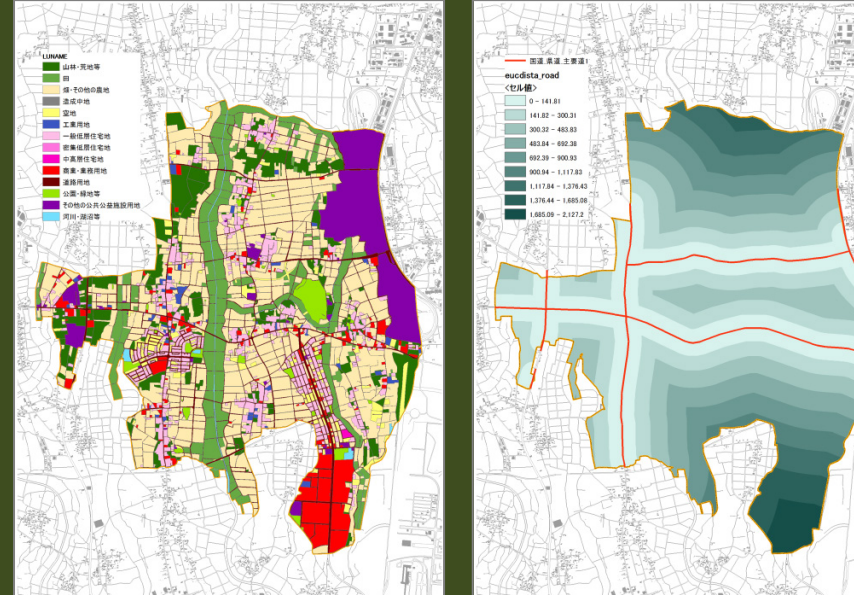 LUNAME
山林・荒地等
田
畑・その他の農地
造成中地
空地
工業用地
一般低層住宅地
密集低層住宅地
中高層住宅地
商業・業務用地
道路用地
公園・緑地等
その他の公共公益施設用地
河川・湖沼等
国道_県道_主要道1
eucdista_road
<セル値>
0 - 141.81
141.82 - 300.31
300.32 - 483.83
483.84 - 692.38
692.39 - 900.93
900.94 - 1,117.83
1,117.84 - 1,376.43
1,376.44 - 1,685.08
1,685.09 - 2,127.2